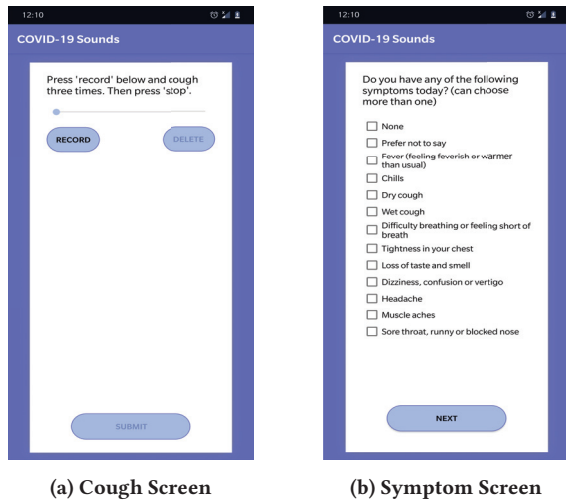 12:10
COVID-19 Sounds
Press 'record' below and cough
three times. Then press 'stop'.
RECORD
DELETE
SUBMIT
(a) Cough Screen
12:10
COVID-19 Sounds
Do you have any of the following
symptoms today? (can choose
more than one)
None
Prefer not to say
Fever (feeling feverish or warmer
than usual)
Chills
Dry cough
Wet cough
Difficulty breathing or feeling short of
breath
Tightness in your chest
Loss of taste and smell
Dizziness, confusion or vertigo
Headache
Muscle aches
Sore throat, runny or blocked nose
NEXT
(b) Symptom Screen